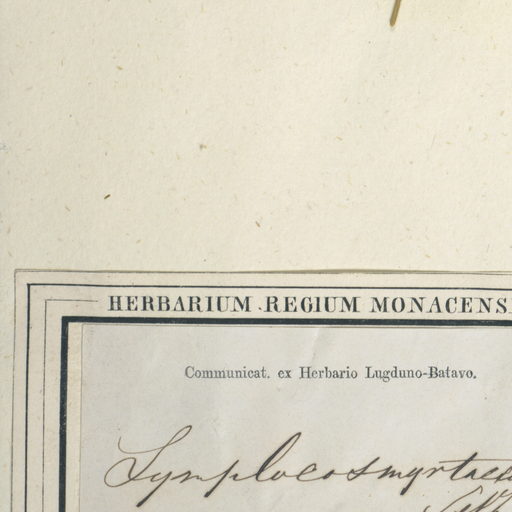 HERBARIUM REGIUM MONACENS
Communicat. ex Herbario Lugduno-Batavo.
Symplocos myrtacea